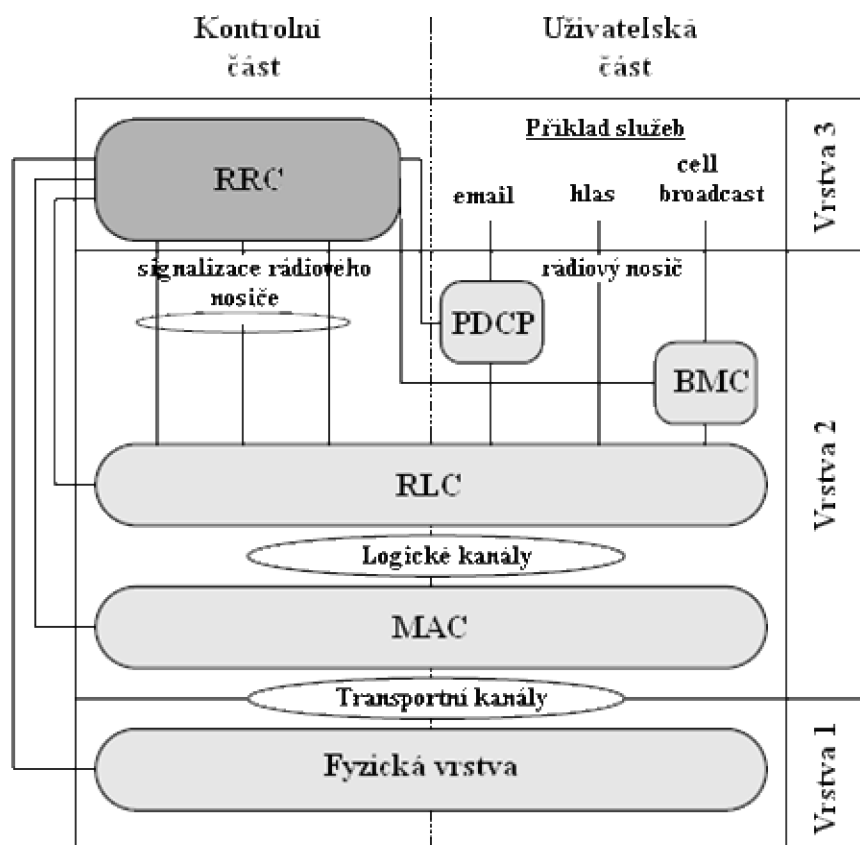 Kontrolní
část
Uživatelská
část
Příklad služeb
RRC
email
hlas
cell
broadcast
Vrstva 3
signalizace rádiového
nosiče
rádiový nosič
PDCP
BMC
Vrstva 2
RLC
Logické kanály
MAC
Transportní kanály
Fyzická vrstva
Vrstva 1